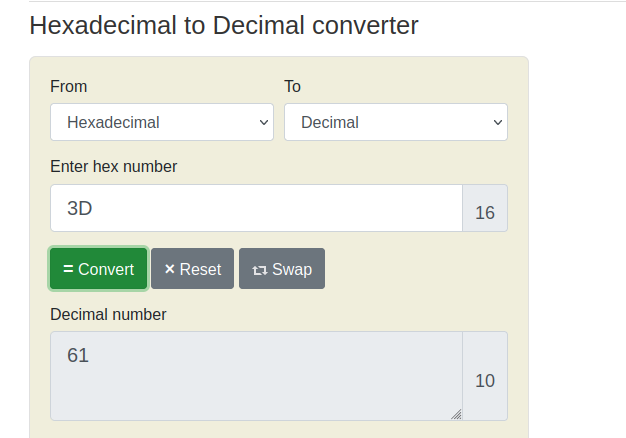 Hexadecimal to Decimal converter
From To
Hexadecimal Decimal
Enter hex number
3D 16
= Convert × Reset Swap
Decimal number
61
10